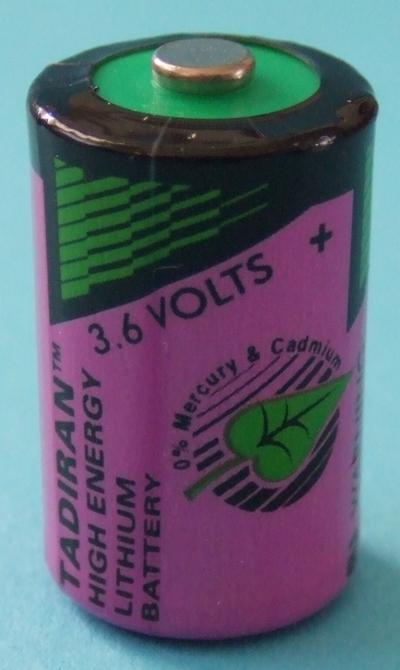 +
3.6 VOLTS
0% Mercury & Cadmium
TADIRAN™
HIGH ENERGY
LITHIUM
BATTERY